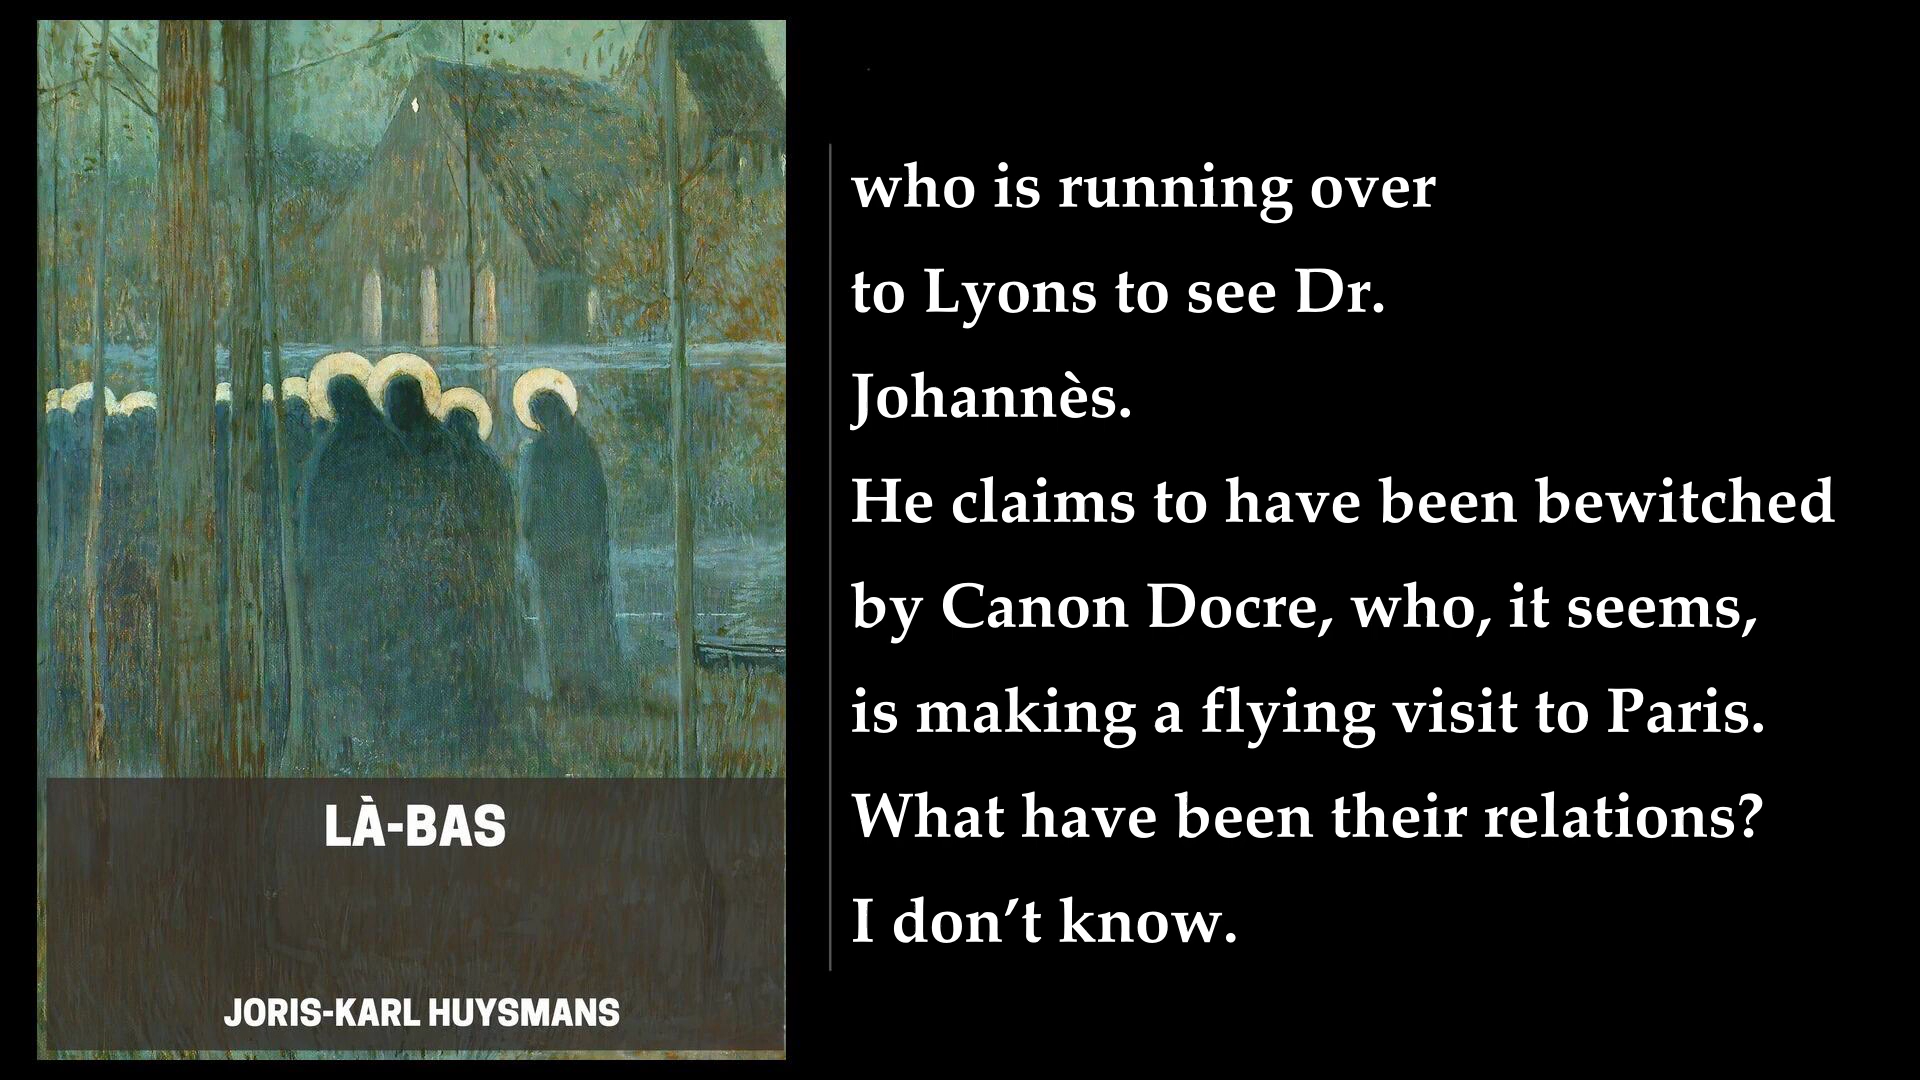 LÀ-BAS
JORIS-KARL HUYSMANS
who is running over
to Lyons to see Dr.
Johannès.
He claims to have been bewitched
by Canon Docre, who, it seems,
is making a flying visit to Paris.
What have been their relations?
I don’t know.